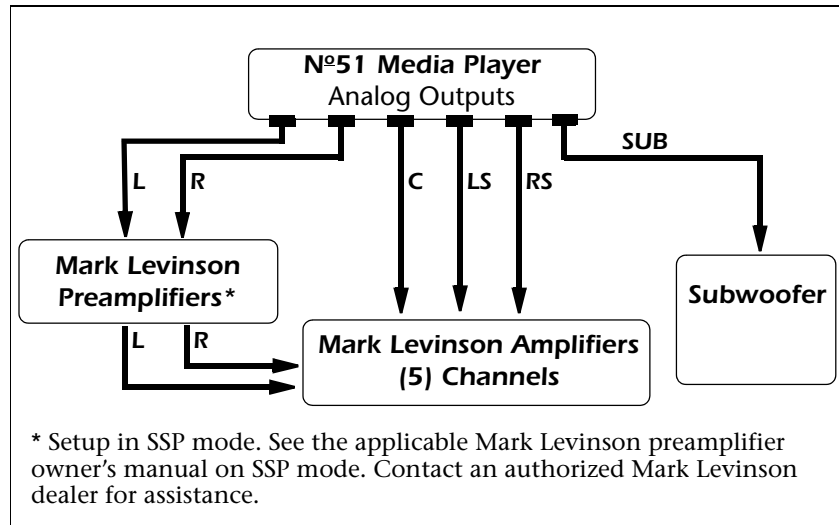 Nº51 Media Player
Analog Outputs
SUB
L
R
C
LS
RS
Mark Levinson
Preamplifiers*
Subwoofer
L
R
Mark Levinson Amplifiers
(5) Channels
* Setup in SSP mode. See the applicable Mark Levinson preamplifier
owner's manual on SSP mode. Contact an authorized Mark Levinson
dealer for assistance.